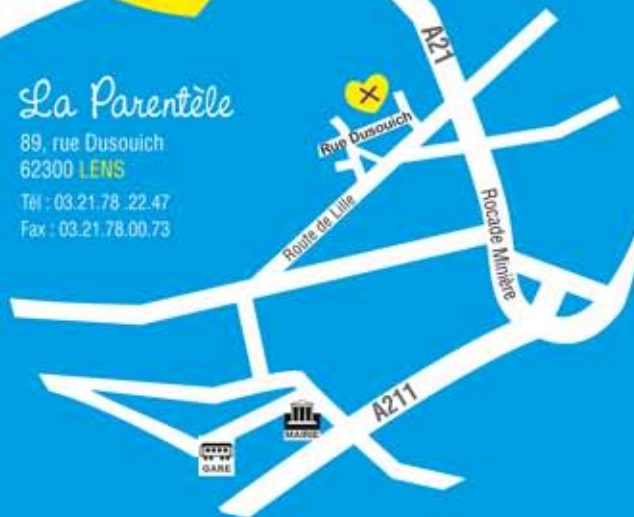 La Parentèle
89, rue Dusouich
62300 LENS
Tél : 03.21.78 .22.47
Fax : 03.21.78.00.73
A21
Rue Dusouich
Route de Lille
Rocade Minière
A211
MAIRIE
GARE